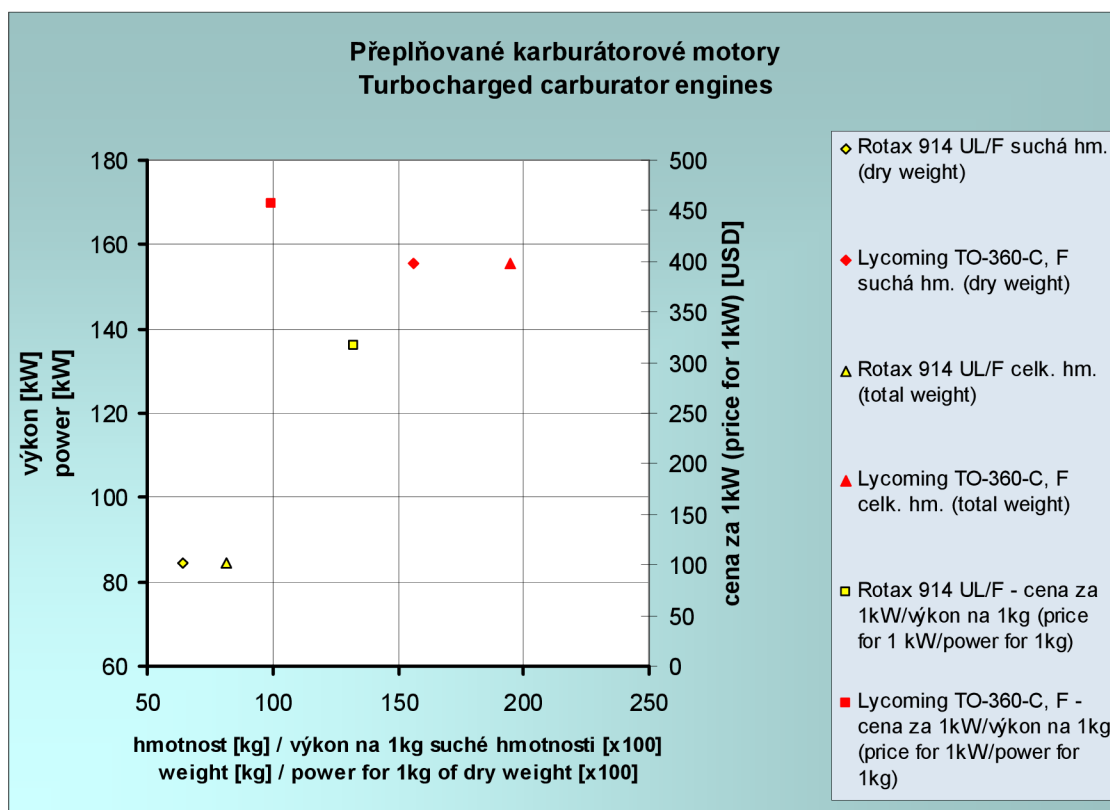 Přeplňované karburátorové motory
Turbocharged carburator engines
180
160
140
120
100
80
60
výkon [kW]
power [kW]
500
450
400
350
300
250
200
150
100
50
0
cena za 1kW (price for 1kW) [USD]
50
100
150
200
250
hmotnost [kg] / výkon na 1kg suché hmotnosti [x100]
weight [kg] / power for 1kg of dry weight [x100]
Rotax 914 UL/F suchá hm.
(dry weight)
Lycoming TO-360-C, F
suchá hm. (dry weight)
Rotax 914 UL/F celk. hm.
(total weight)
Lycoming TO-360-C, F
celk. hm. (total weight)
Rotax 914 UL/F - cena za
1kW/výkon na 1kg (price
for 1 kW/power for 1kg)
Lycoming TO-360-C, F -
cena za 1kW/výkon na 1kg
(price for 1kW/power for
1kg)